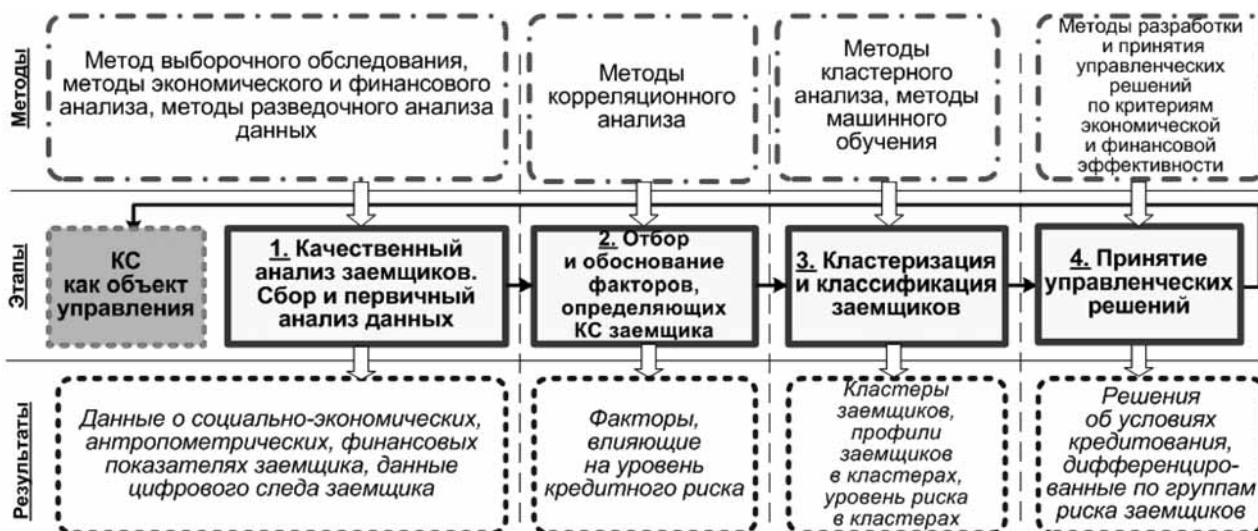 Методы
Метод выборочного обследования,
методы экономического и финансового
анализа, методы разведочного анализа
данных
Методы
корреляционного
анализа
Методы
кластерного
анализа, методы
машинного
обучения
Методы разработки
и принятия
управленческих
решений
по критериям
экономической
и финансовой
эффективности
Этапы
КС
как объект
управления
1. Качественный
анализ заемщиков.
Сбор и первичный
анализ данных
2. Отбор
и обоснование
факторов,
определяющих
КС заемщика
3. Кластеризация
и классификация
заемщиков
4. Принятие
управленческих
решений
Результаты
Данные о социально-экономических,
антропометрических, финансовых
показателях заемщика, данные
цифрового следа заемщика
Факторы,
влияющие
на уровень
кредитного риска
Кластеры
заемщиков,
профили
заемщиков
в кластерах,
уровень риска
в кластерах
Решения
об условиях
кредитования,
дифференциро-
ванные по группам
риска заемщиков